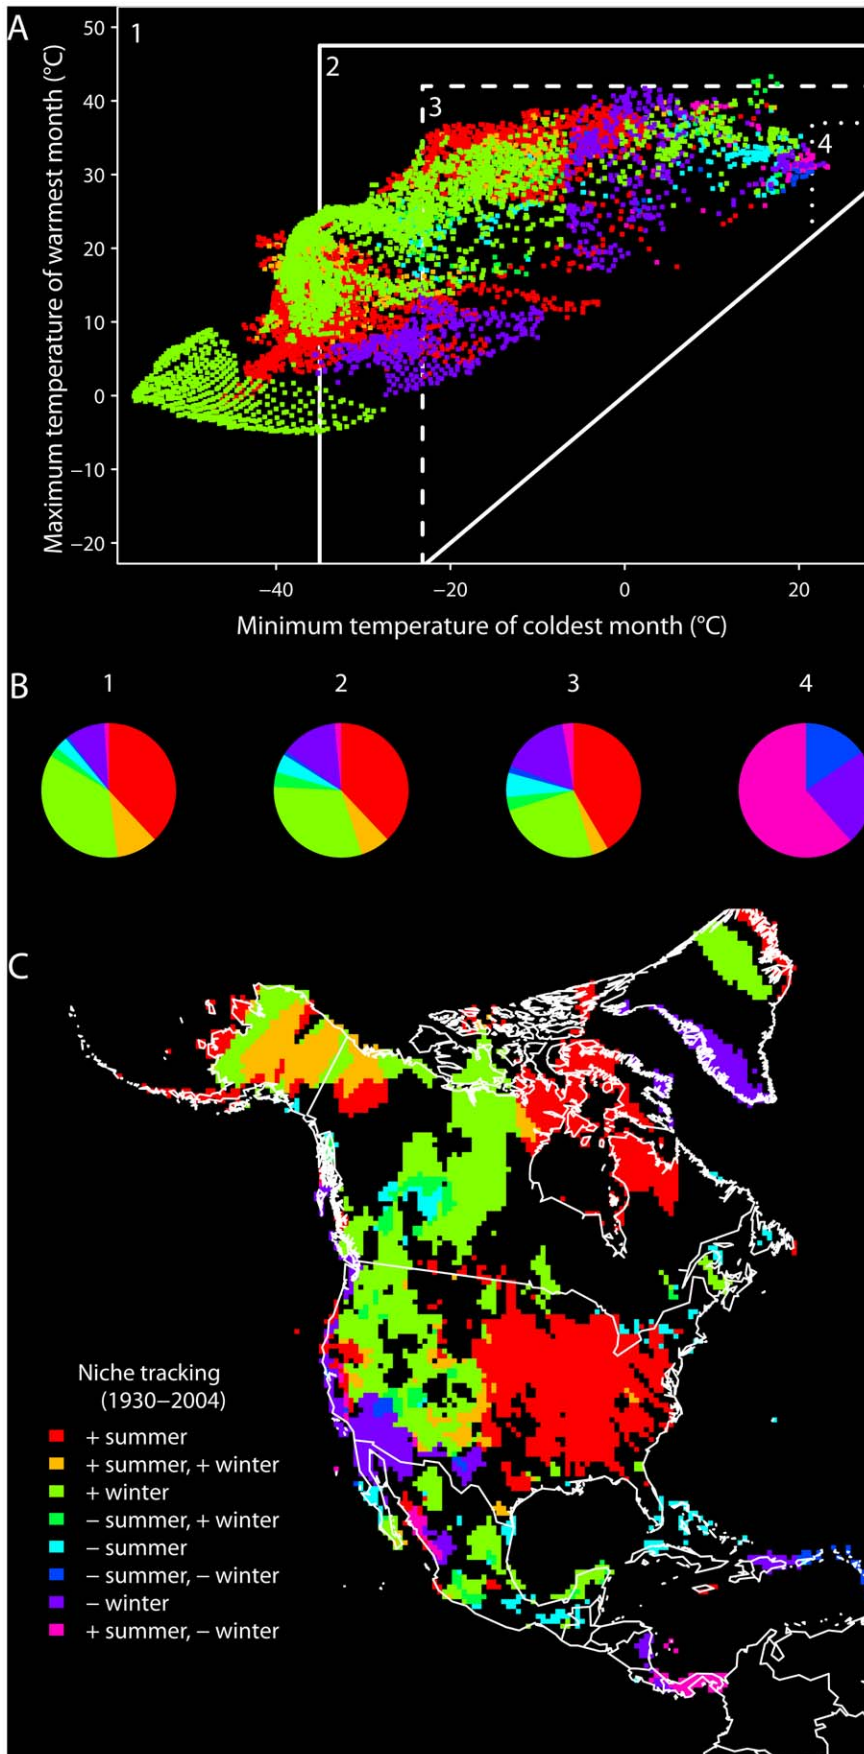 A
1
2
3
4
50
40
30
20
10
0
−10
−20
Maximum temperature of warmest month (°C)
−40
−20
0
20
Minimum temperature of coldest month (°C)
B
1
2
3
4
C
Niche tracking
(1930−2004)
+ summer
+ summer, + winter
+ winter
− summer, + winter
− summer
− summer, − winter
− winter
+ summer, − winter